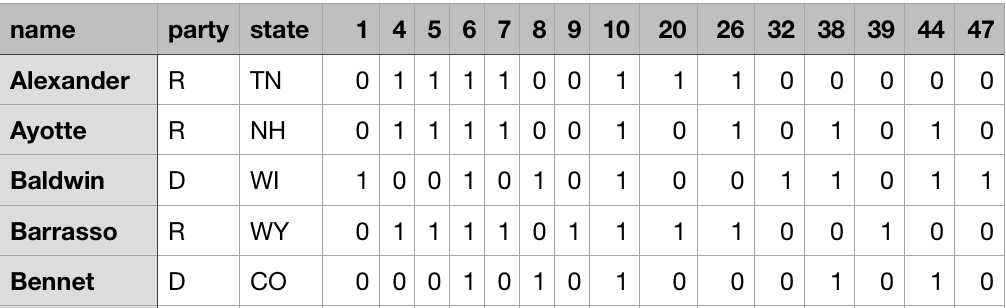 name party state 1 4 5 6 7 8 9 10 20 26 32 38 39 44 47
Alexander R TN 0 1 1 1 1 0 0 1 1 1 0 0 0 0 0
Ayotte R NH 0 1 1 1 1 0 0 1 0 1 0 1 0 1 0
Baldwin D WI 1 0 0 1 0 1 0 1 0 0 1 1 0 1 1
Barrasso R WY 0 1 1 1 1 0 1 1 1 1 0 0 1 0 0
Bennet D CO 0 0 0 1 0 1 0 1 0 0 0 1 0 1 0